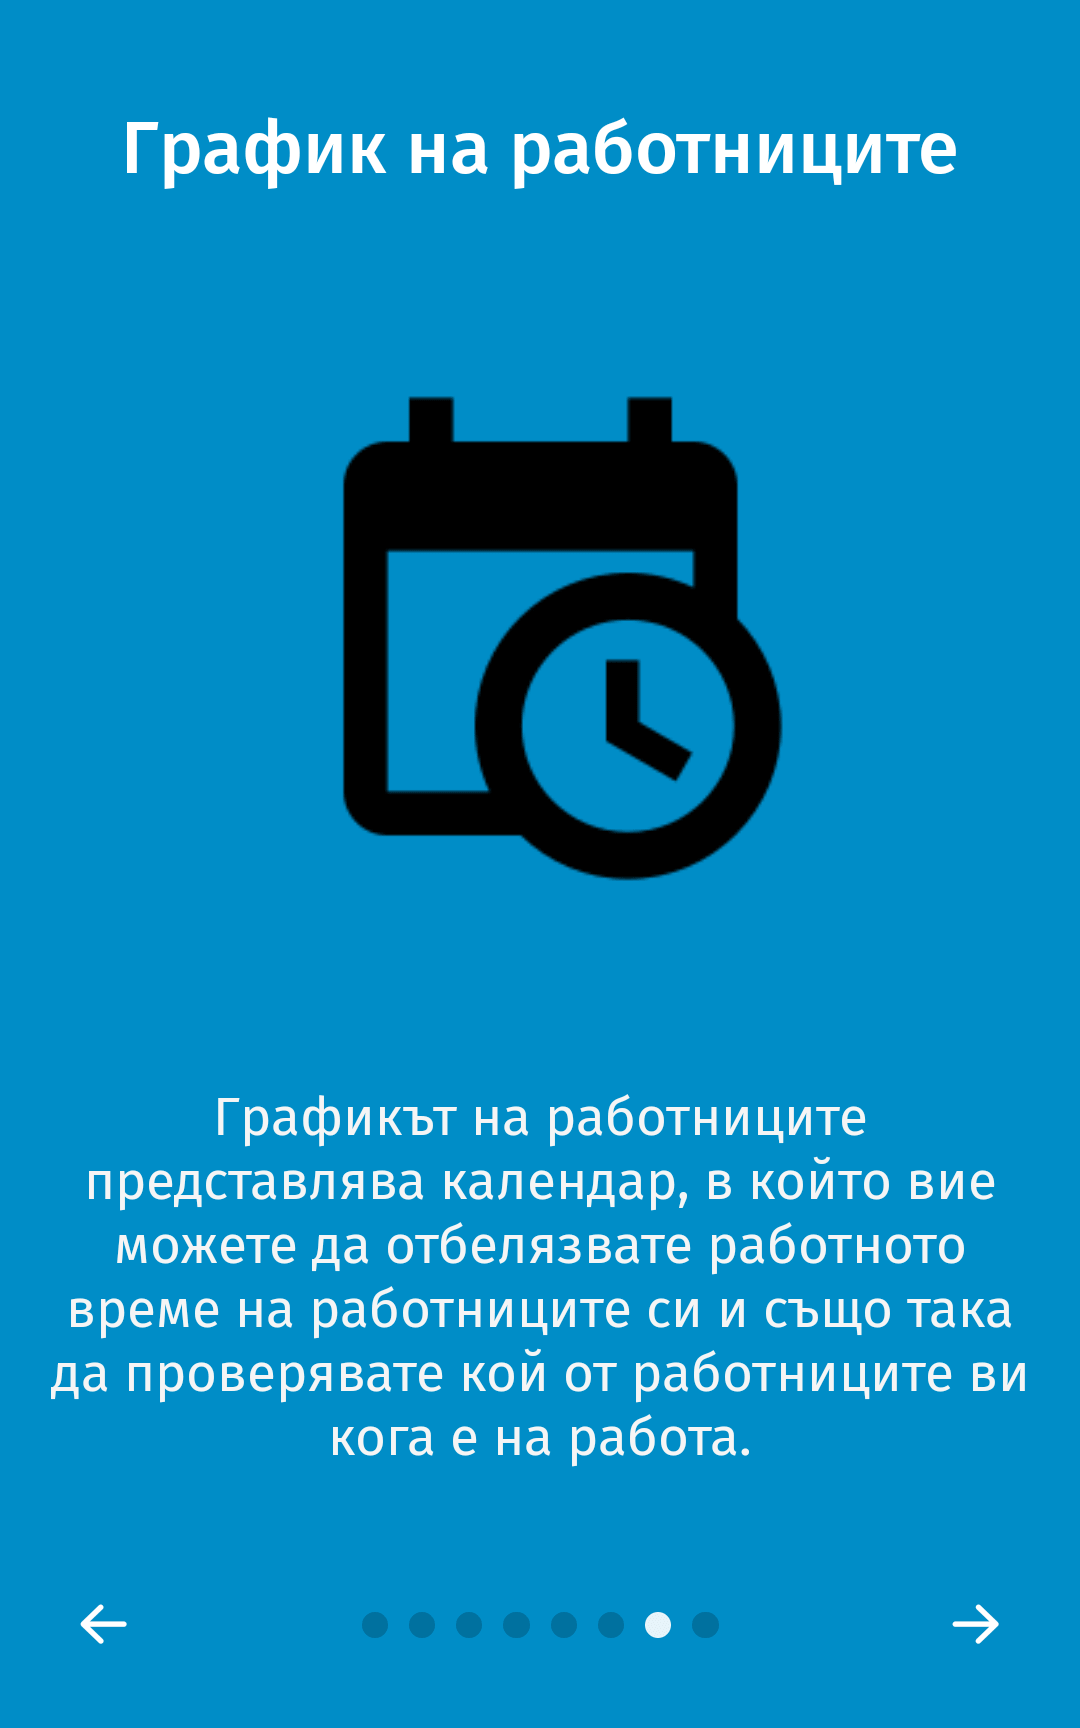 График на работниците
Графикът на работниците
представлява календар, в който вие
можете да отбелязвате работното
време на работниците си и също така
да проверявате кой от работниците ви
кога е на работа.